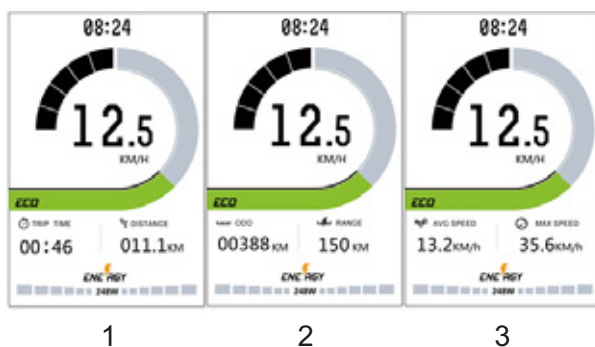 08:24
12.5
KM/H
ECO
TRIP TIME DISTANCE
00:46 011.1KM
ENERGY
248W
1
08:24
12.5
KM/H
ECO
ODO RANGE
00388 KM 150 KM
ENERGY
248W
2
08:24
12.5
KM/H
ECO
AVG SPEED MAX SPEED
13.2KM/h 35.6KM/h
ENERGY
248W
3